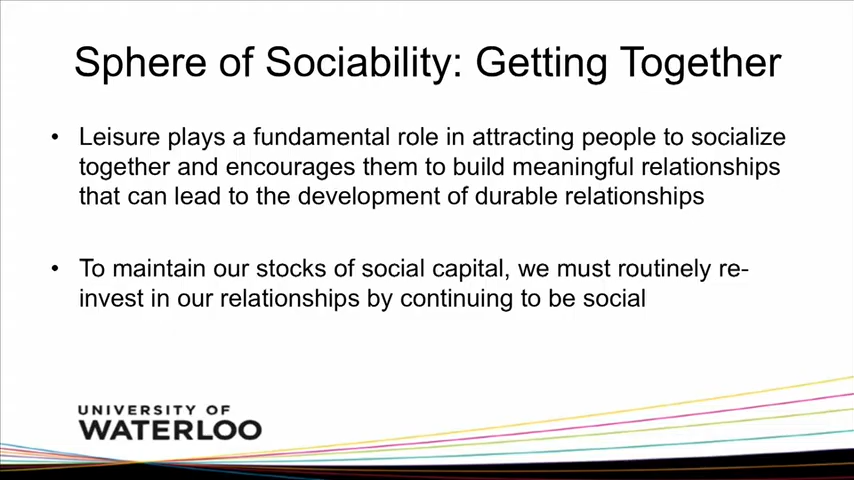 Sphere of Sociability: Getting Together
• Leisure plays a fundamental role in attracting people to socialize
together and encourages them to build meaningful relationships
that can lead to the development of durable relationships
• To maintain our stocks of social capital, we must routinely re-
invest in our relationships by continuing to be social
UNIVERSITY OF
WATERLOO